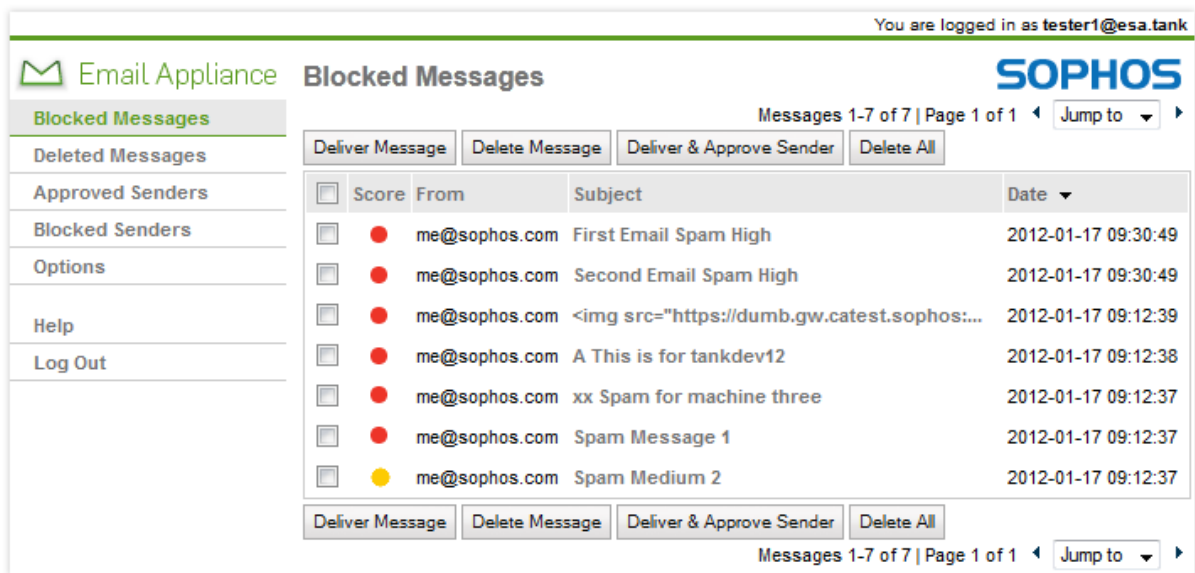 You are logged in as tester1@esa.tank
Email Appliance
Blocked Messages
SOPHOS
Messages 1-7 of 7 | Page 1 of 1 Jump to
Blocked Messages
Deleted Messages
Approved Senders
Blocked Senders
Options
Help
Log Out
Deliver Message Delete Message Deliver & Approve Sender Delete All
Score From Subject Date
me@sophos.com First Email Spam High 2012-01-17 09:30:49
me@sophos.com Second Email Spam High 2012-01-17 09:30:49
me@sophos.com <img src="https://dumb.gw.catest.sophos:... 2012-01-17 09:12:39
me@sophos.com A This is for tankdev12 2012-01-17 09:12:38
me@sophos.com xx Spam for machine three 2012-01-17 09:12:37
me@sophos.com Spam Message 1 2012-01-17 09:12:37
me@sophos.com Spam Medium 2 2012-01-17 09:12:37
Deliver Message Delete Message Deliver & Approve Sender Delete All
Messages 1-7 of 7 | Page 1 of 1 Jump to